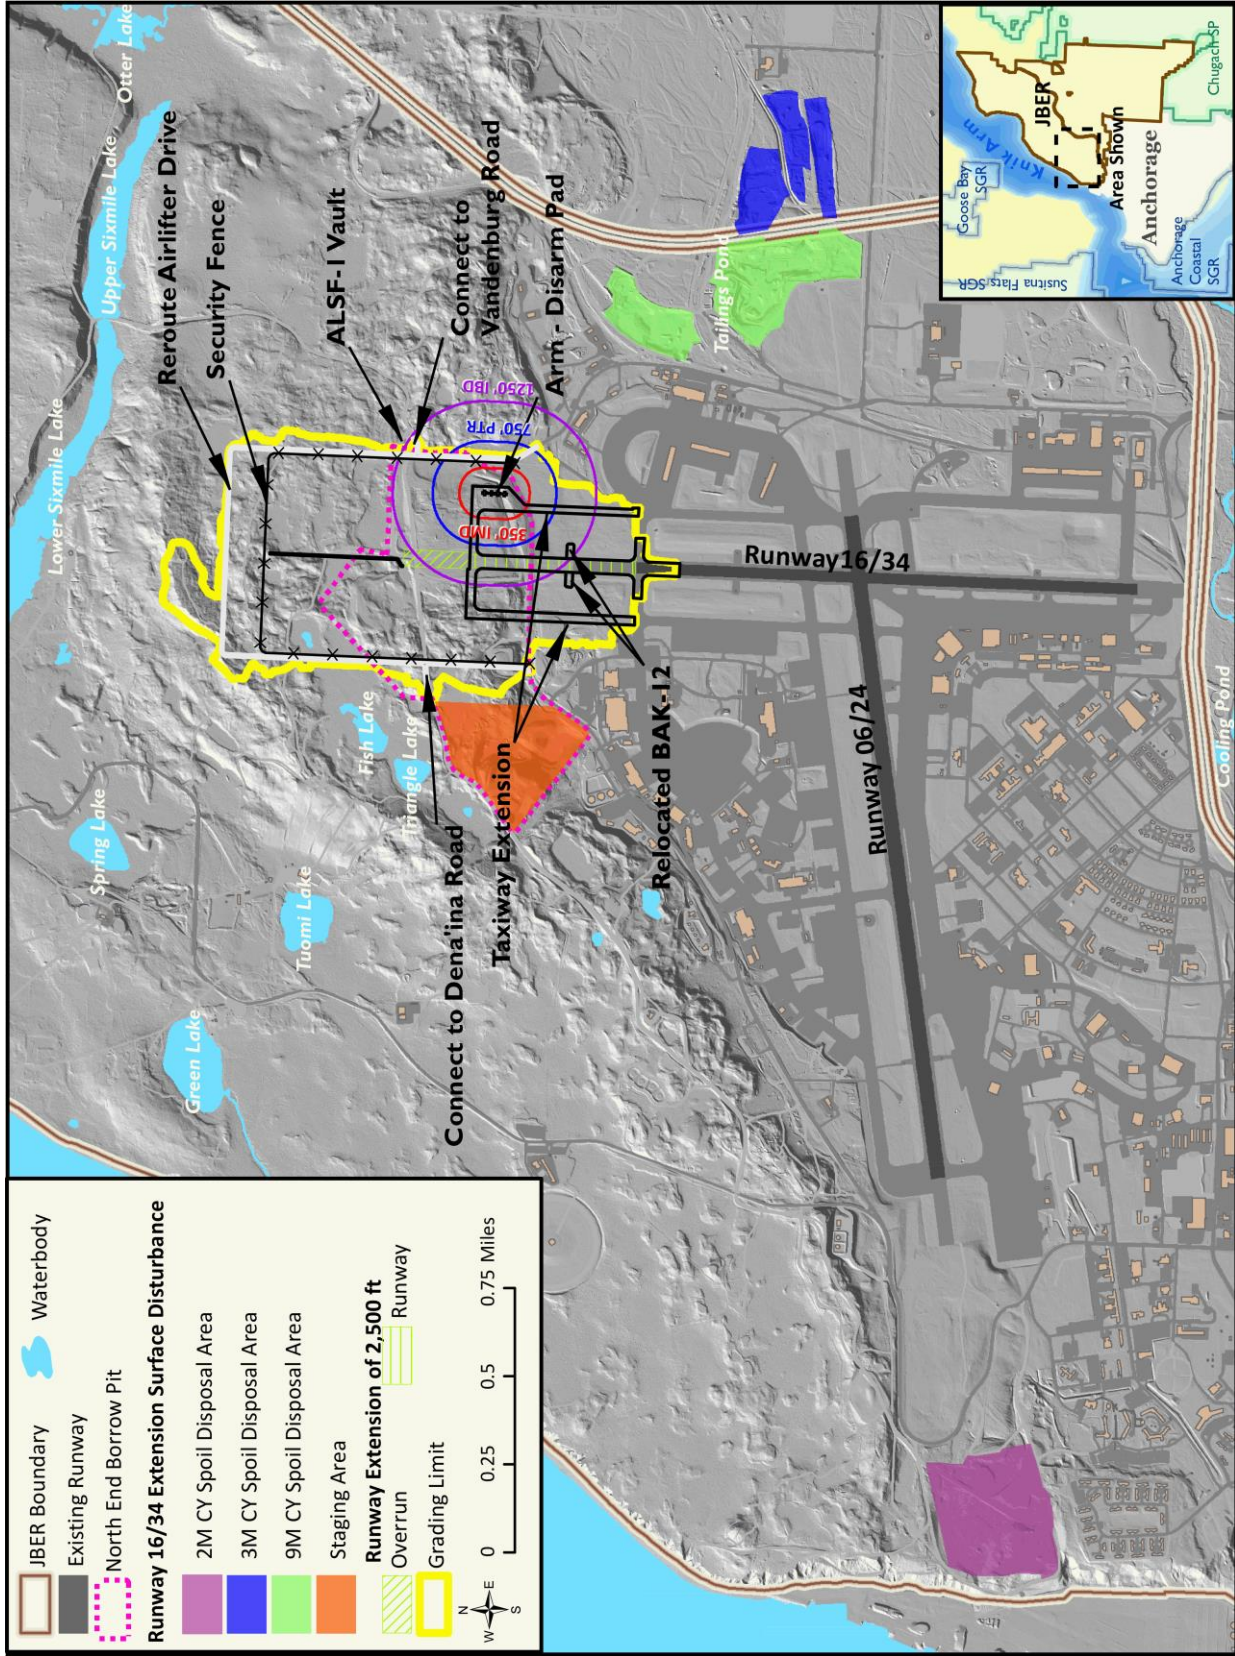 JBER Boundary
Waterbody
Existing Runway
North End Borrow Pit
Runway 16/34 Extension Surface Disturbance
2M CY Spoil Disposal Area
3M CY Spoil Disposal Area
9M CY Spoil Disposal Area
Staging Area
Runway Extension of 2,500 ft
Overrun
Runway
Grading Limit
N
W
E
S
0
0.25
0.5
0.75 Miles
Green Lake
Tuomi Lake
Spring Lake
Fish Lake
Triangle Lake
Lower Sixmile Lake
Upper Sixmile Lake
Otter Lake
Reroute Airlifter Drive
Security Fence
ALSF-1 Vault
Connect to
Vandenburg Road
Arm - Disarm Pad
1250' IBD
750' PTR
350' IMD
Connect to Dena'ina Road
Taxiway Extension
Relocated BAK-12
Tailings Pond
Runway16/34
Runway 06/24
Cooling Pond
Goose Bay
SGR
Knik Arm
JBER
Susitna Flats SGR
Area Shown
Anchorage
Anchorage
Coastal
SGR
Chugach SP